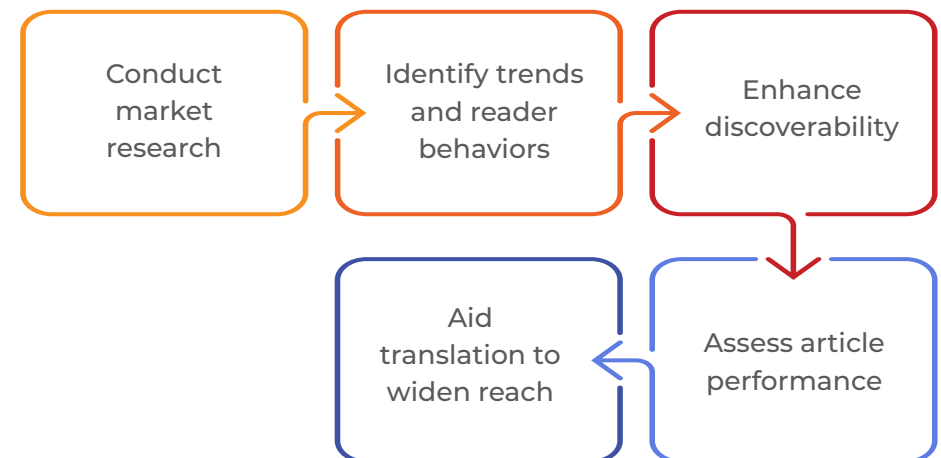 Conduct
market
research
Identify trends
and reader
behaviors
Enhance
discoverability
Assess article
performance
Aid
translation to
widen reach